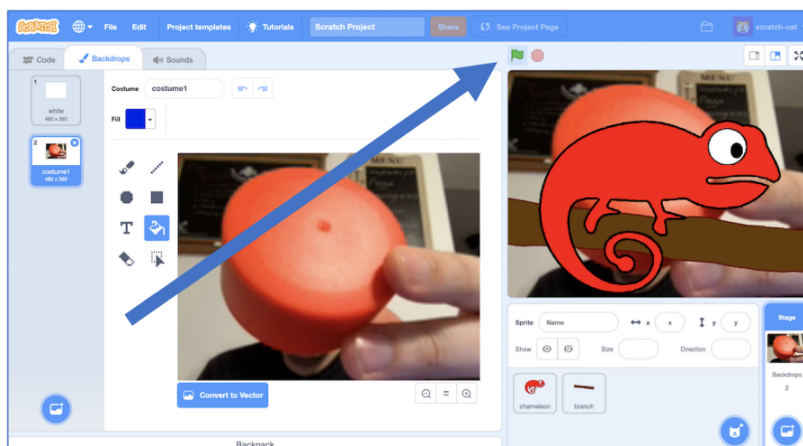 SCRATCH File Edit Project templates Tutorials Scratch Project Share See Project Page scratch-cat
Code Backdrops Sounds
1
white
480 x 360
2
costume1
480 x 360
Costume costume1
Fill
T
MENU
Convert to Vector
Backpack
MENU
Sprite Name x x y y
Show Size Direction
chameleon branch
Stage
Backdrops
2